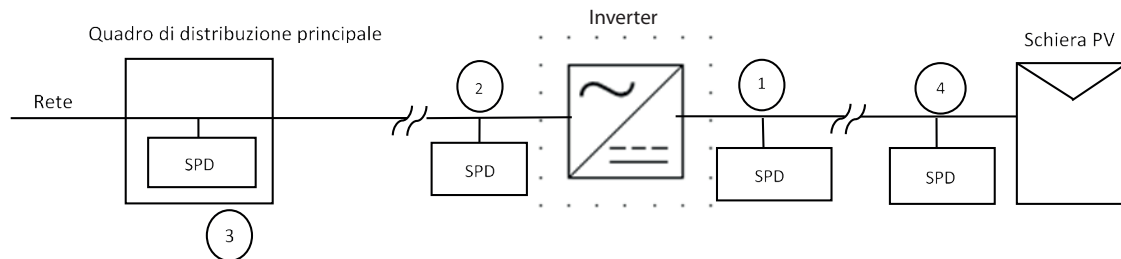 Inverter
Quadro di distribuzione principale
Schiera PV
Rete
2
1
4
SPD
SPD
SPD
SPD
3